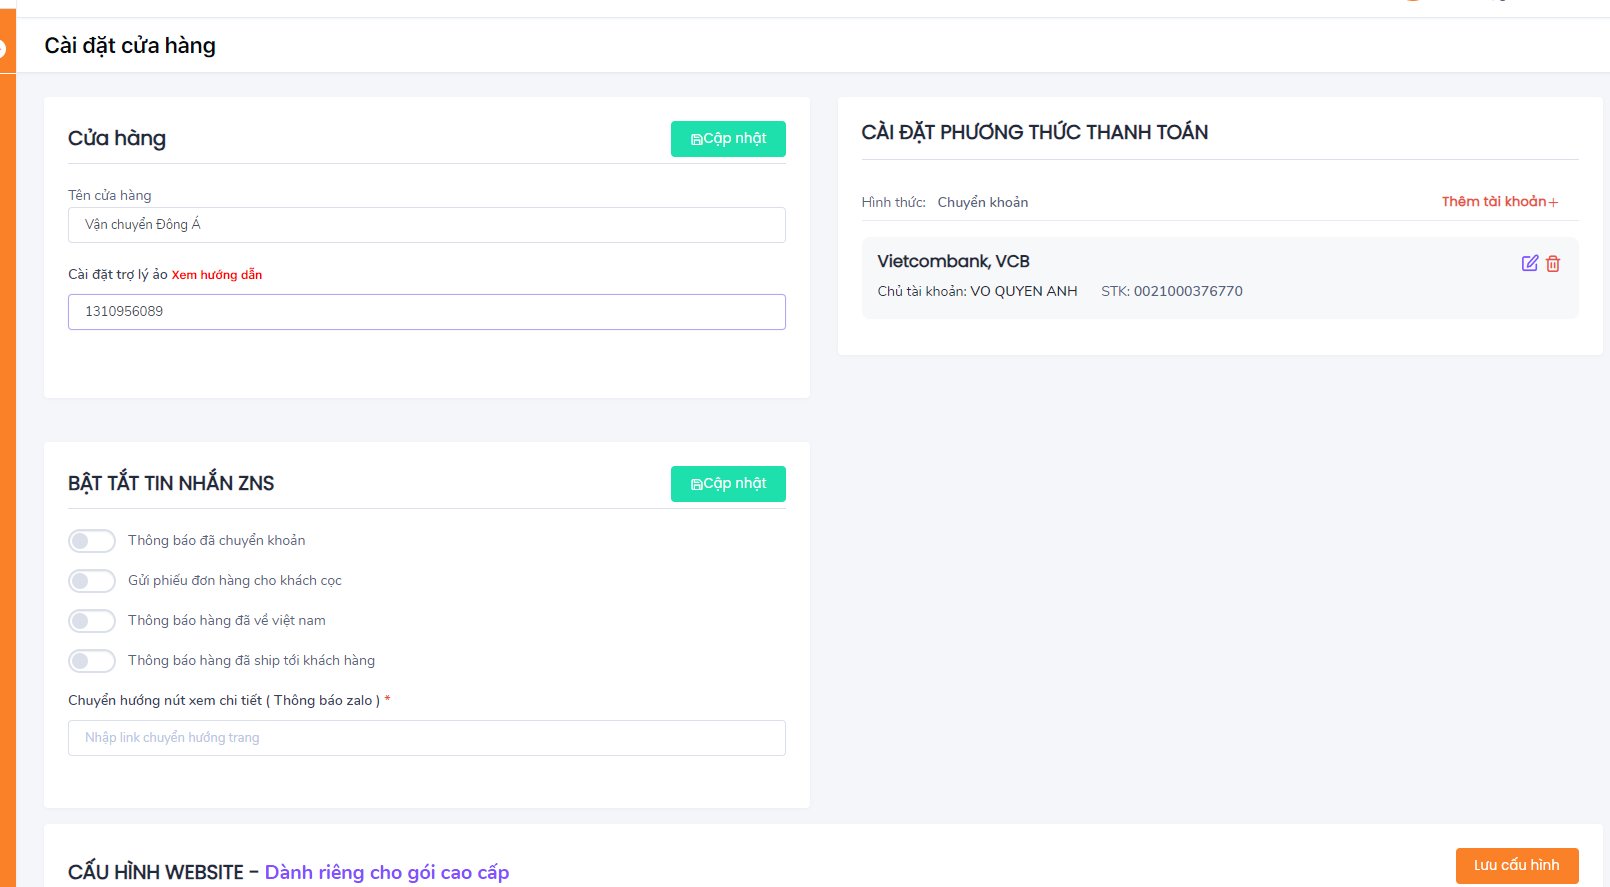 Cài đặt cửa hàng
Cửa hàng
Cập nhật
Tên cửa hàng
Vận chuyển Đông Á
Cài đặt trợ lý ảo Xem hướng dẫn
1310956089
CÀI ĐẶT PHƯƠNG THỨC THANH TOÁN
Hình thức: Chuyển khoản
Thêm tài khoản+
Vietcombank, VCB
Chủ tài khoản: VO QUYEN ANH STK: 0021000376770
BẬT TẮT TIN NHẮN ZNS
Cập nhật
Thông báo đã chuyển khoản
Gửi phiếu đơn hàng cho khách cọc
Thông báo hàng đã về việt nam
Thông báo hàng đã ship tới khách hàng
Chuyển hướng nút xem chi tiết ( Thông báo zalo ) *
Nhập link chuyển hướng trang
CẤU HÌNH WEBSITE - Dành riêng cho gói cao cấp
Lưu cấu hình